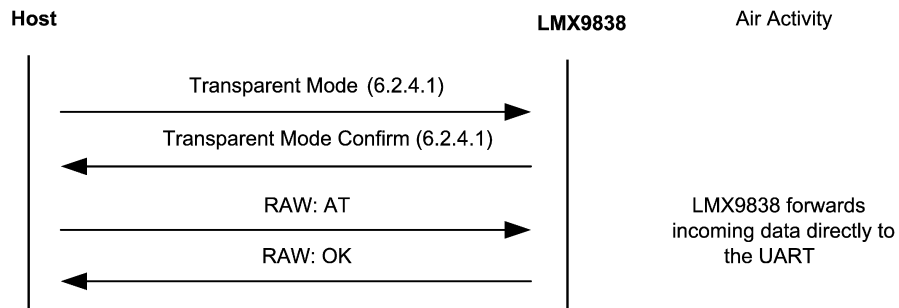 Host
LMX9838
Air Activity
Transparent Mode (6.2.4.1)
Transparent Mode Confirm (6.2.4.1)
RAW: AT
LMX9838 forwards
incoming data directly to
the UART
RAW: OK